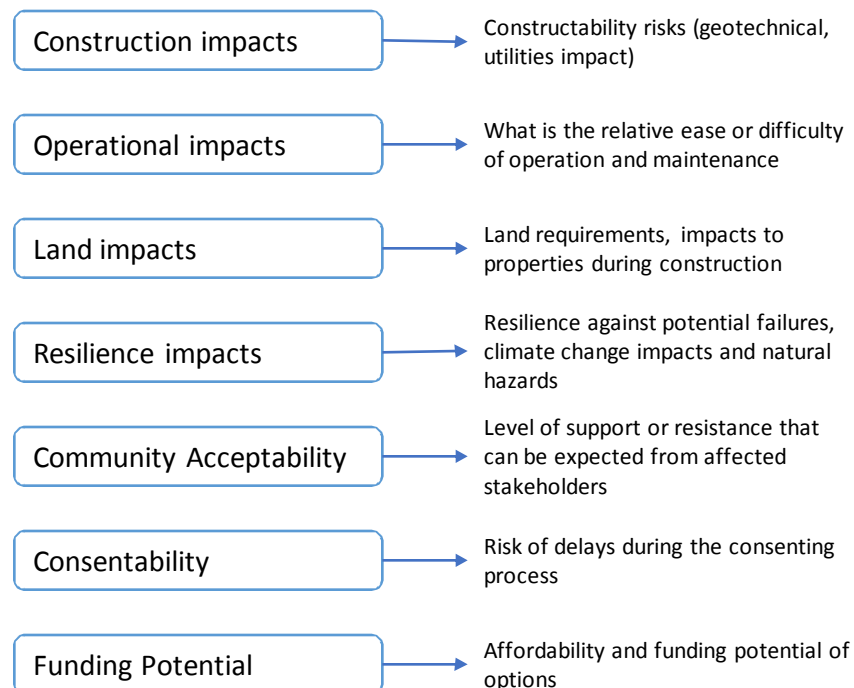 Construction impacts
Constructability risks (geotechnical,
utilities impact)
Operational impacts
What is the relative ease or difficulty
of operation and maintenance
Land impacts
Land requirements, impacts to
properties during construction
Resilience impacts
Resilience against potential failures,
climate change impacts and natural
hazards
Community Acceptability
Level of support or resistance that
can be expected from affected
stakeholders
Consentability
Risk of delays during the consenting
process
Funding Potential
Affordability and funding potential of
options